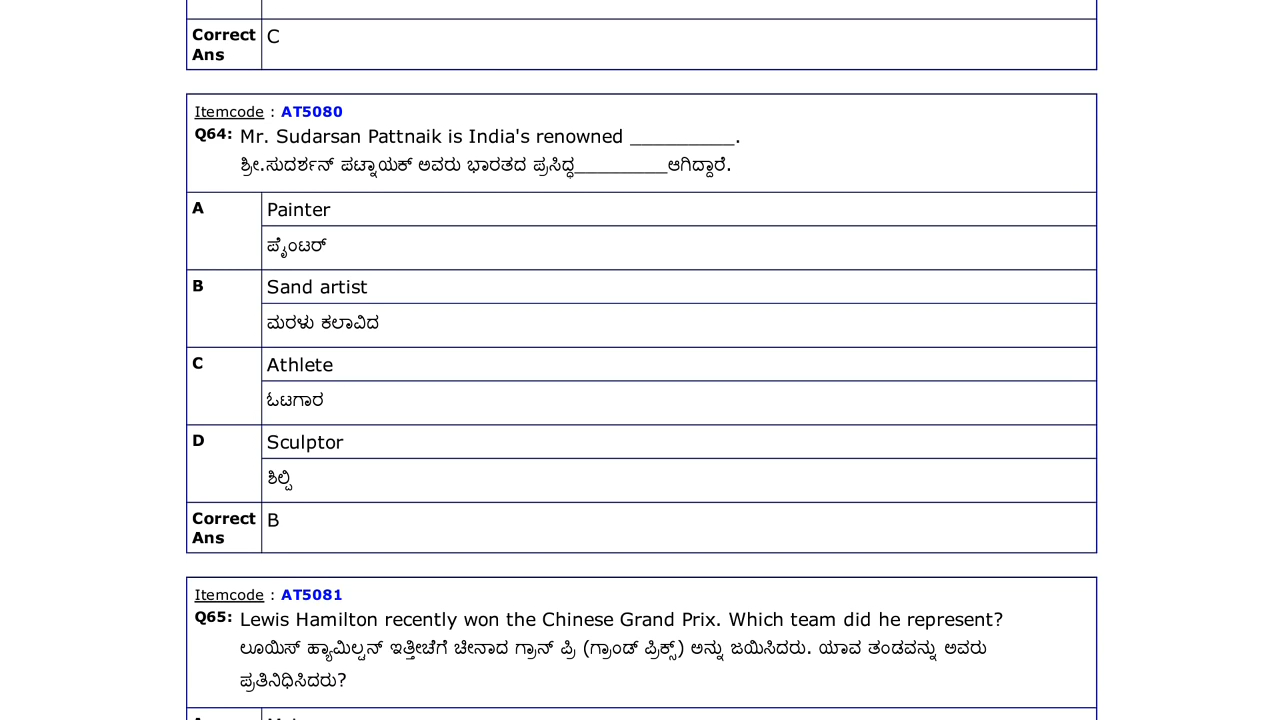 Correct Ans C
Itemcode : AT5080
Q64: Mr. Sudarsan Pattnaik is India's renowned __________.
ಶ್ರೀ.ಸುದರ್ಶನ್ ಪಟ್ನಾಯಕ್ ಅವರು ಭಾರತದ ಪ್ರಸಿದ್ಧ_________ಆಗಿದ್ದಾರೆ.
A Painter
ಪೈಂಟರ್
B Sand artist
ಮರಳು ಕಲಾವಿದ
C Athlete
ಓಟಗಾರ
D Sculptor
ಶಿಲ್ಪಿ
Correct Ans B
Itemcode : AT5081
Q65: Lewis Hamilton recently won the Chinese Grand Prix. Which team did he represent?
ಲೂಯಿಸ್ ಹ್ಯಾಮಿಲ್ಟನ್ ಇತ್ತೀಚೆಗೆ ಚೀನಾದ ಗ್ರಾನ್ ಪ್ರಿ (ಗ್ರಾಂಡ್ ಪ್ರಿಕ್ಸ್) ಅನ್ನು ಜಯಿಸಿದರು. ಯಾವ ತಂಡವನ್ನು ಅವರು
ಪ್ರತಿನಿಧಿಸಿದರು?